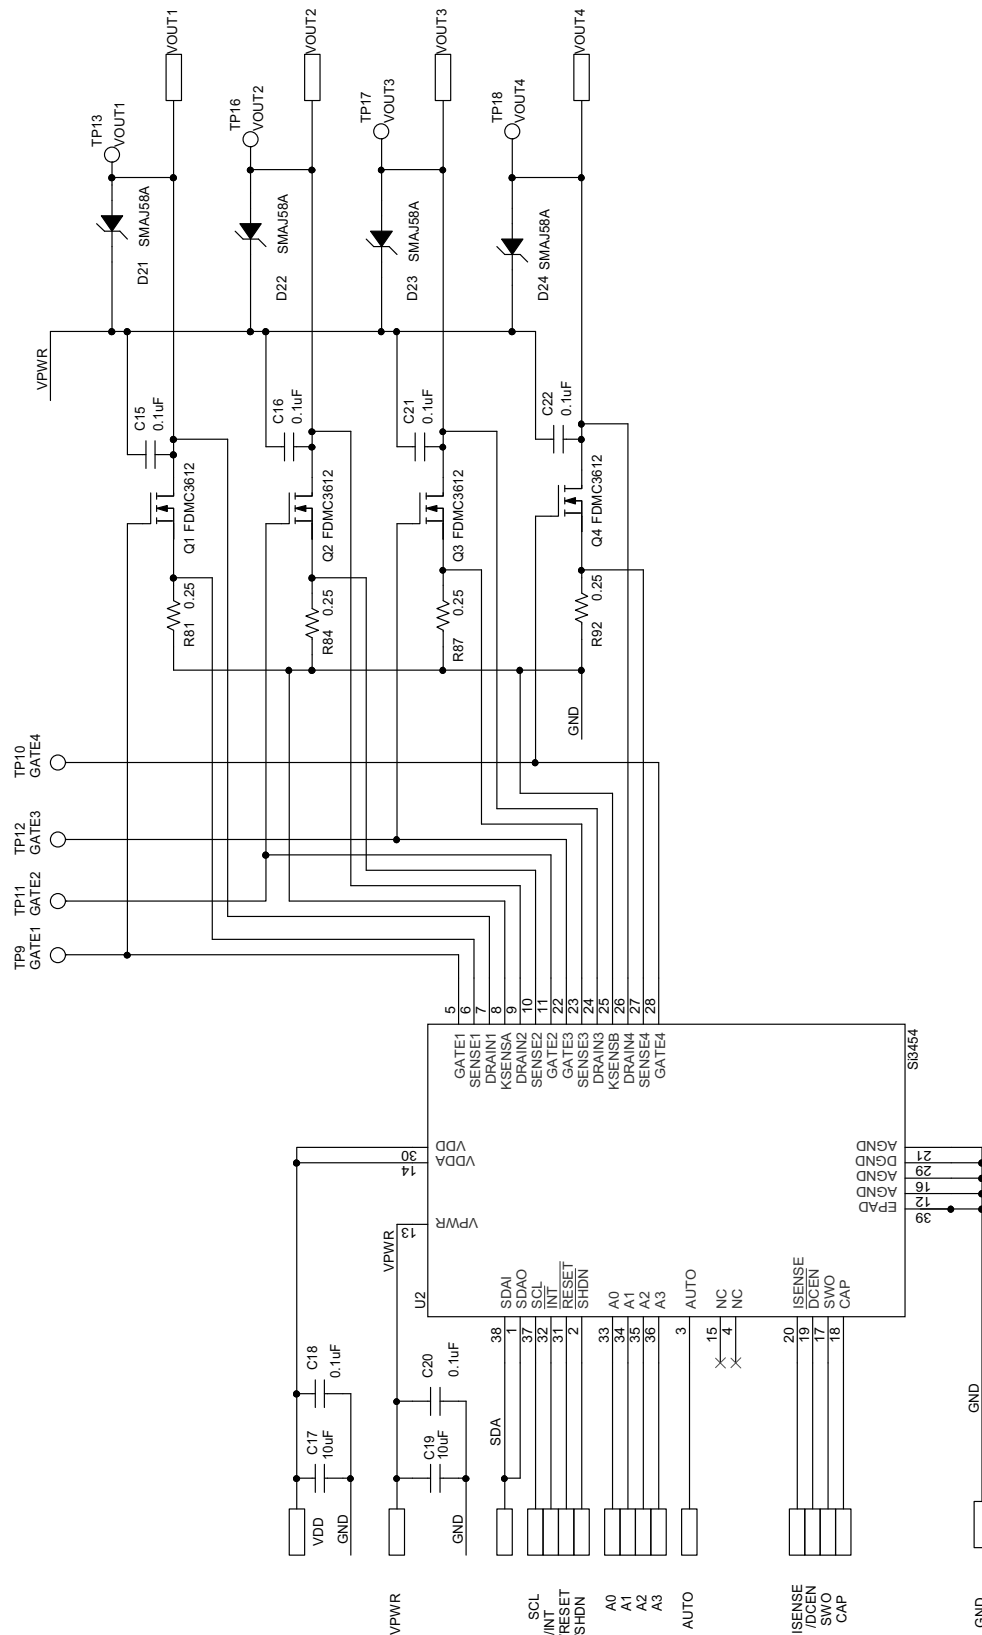 VOUT1
VOUT2
VOUT3
VOUT4
TP13
VOUT1
TP16
VOUT2
TP17
VOUT3
TP18
VOUT4
D21
SMAJ58A
D22
SMAJ58A
D23
SMAJ58A
D24 SMAJ58A
VPWR
C15
0.1uF
C16
0.1uF
C21
0.1uF
C22
0.1uF
Q1 FDMC3612
Q2 FDMC3612
Q3 FDMC3612
Q4 FDMC3612
R81
0.25
R84
0.25
R87
0.25
R92
0.25
GND
TP10
GATE4
TP12
GATE3
TP11
GATE2
TP9
GATE1
5
6
7
8
9
10
11
22
23
24
25
26
27
28
GATE1
SENSE1
DRAIN1
KSENSA
DRAIN2
SENSE2
GATE2
GATE3
SENSE3
DRAIN3
KSENSB
DRAIN4
SENSE4
GATE4
Si3454
VDD
30
VDDA
14
VPWR
13
AGND
21
DGND
29
AGND
16
AGND
12
EPAD
39
VPWR
U2
SDAI
SDAO
SCL
INT
RESET
SHDN
A0
A1
A2
A3
AUTO
NC
NC
ISENSE
DCEN
SWO
CAP
38
1
37
32
31
2
33
34
35
36
3
15
4
20
19
17
18
C18
0.1uF
C17
10uF
C20
0.1uF
C19
10uF
SDA
GND
VDD
GND
GND
VPWR
SCL
/INT
/RESET
SHDN
A0
A1
A2
A3
AUTO
ISENSE
/DCEN
SWO
CAP
GND